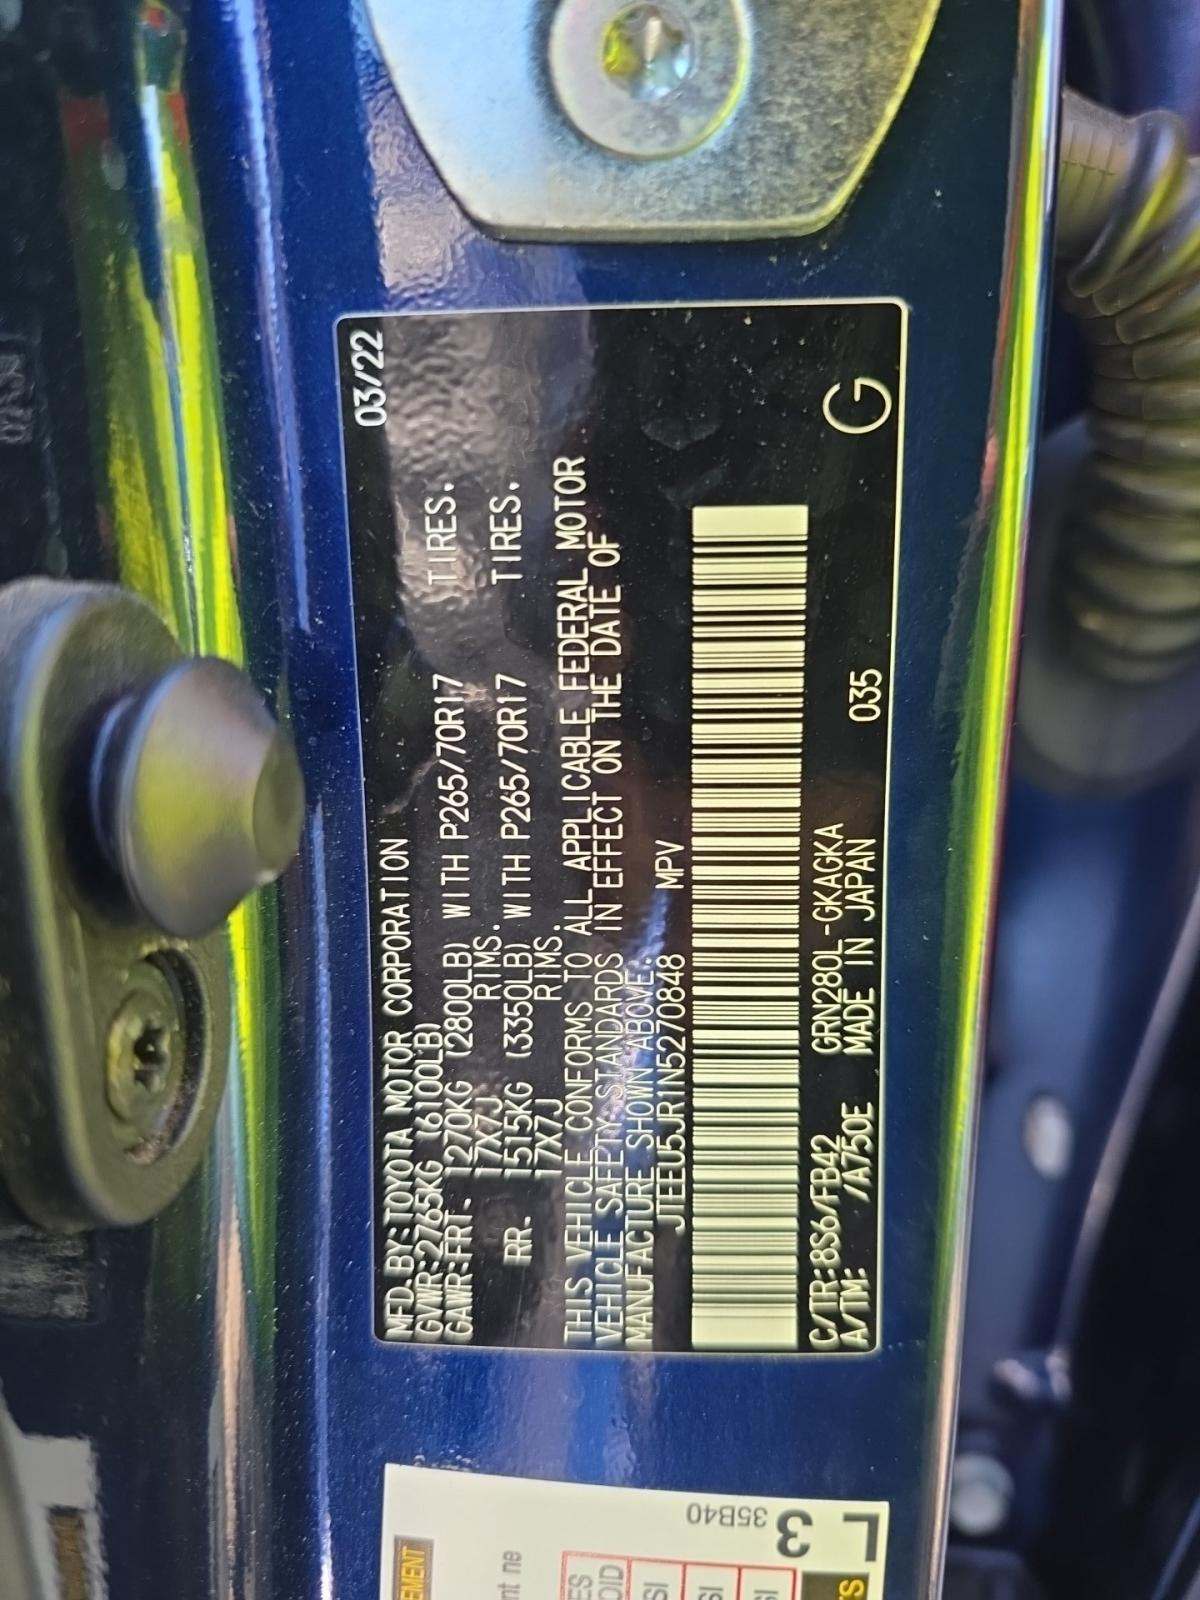 03/22
MFD.BY:TOYOTA MOTOR CORPORATION
GVWR:2765KG (6100LB)
GAWR:FRT. 1270KG (2800LB) WITH P265/70R17 TIRES.
17X7J RIMS.
RR. 1515KG (3350LB) WITH P265/70R17 TIRES.
17X7J RIMS.
THIS VEHICLE CONFORMS TO ALL APPLICABLE FEDERAL MOTOR
VEHICLE SAFETY STANDARDS IN EFFECT ON THE DATE OF
MANUFACTURE SHOWN ABOVE.
JTEEU5JR1N5270848 MPV
C/TR:8S6/FB42 GRN280L-GKAGKA
A/TM: /A750E MADE IN JAPAN 035
G
35B40
3